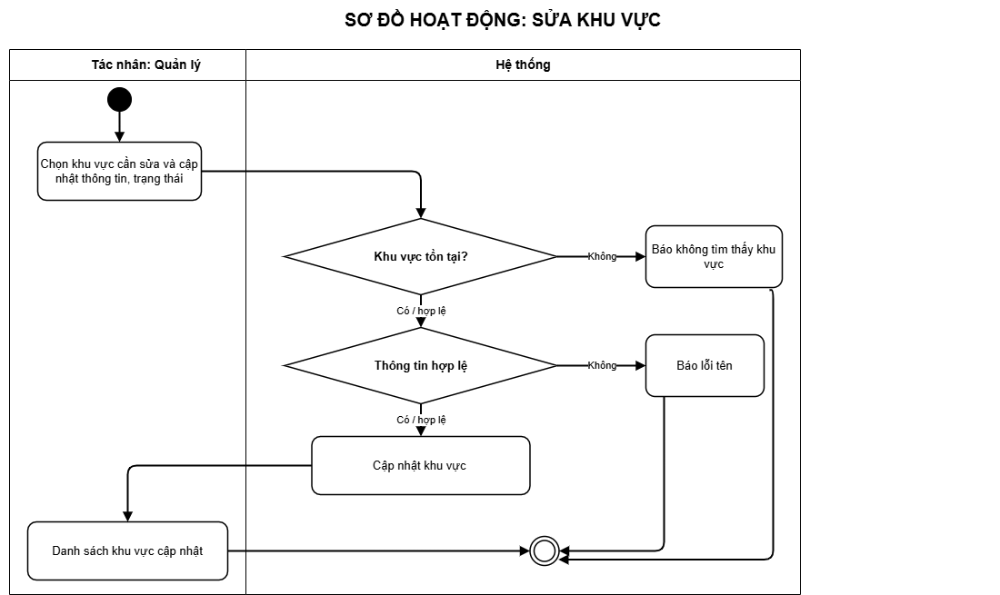 SƠ ĐỒ HOẠT ĐỘNG: SỬA KHU VỰC
Tác nhân: Quản lý
Hệ thống
Chọn khu vực cần sửa và cập
nhật thông tin, trạng thái
Khu vực tồn tại?
Không
Báo không tìm thấy khu
vực
Có / hợp lệ
Thông tin hợp lệ
Không
Báo lỗi tên
Có / hợp lệ
Cập nhật khu vực
Danh sách khu vực cập nhật